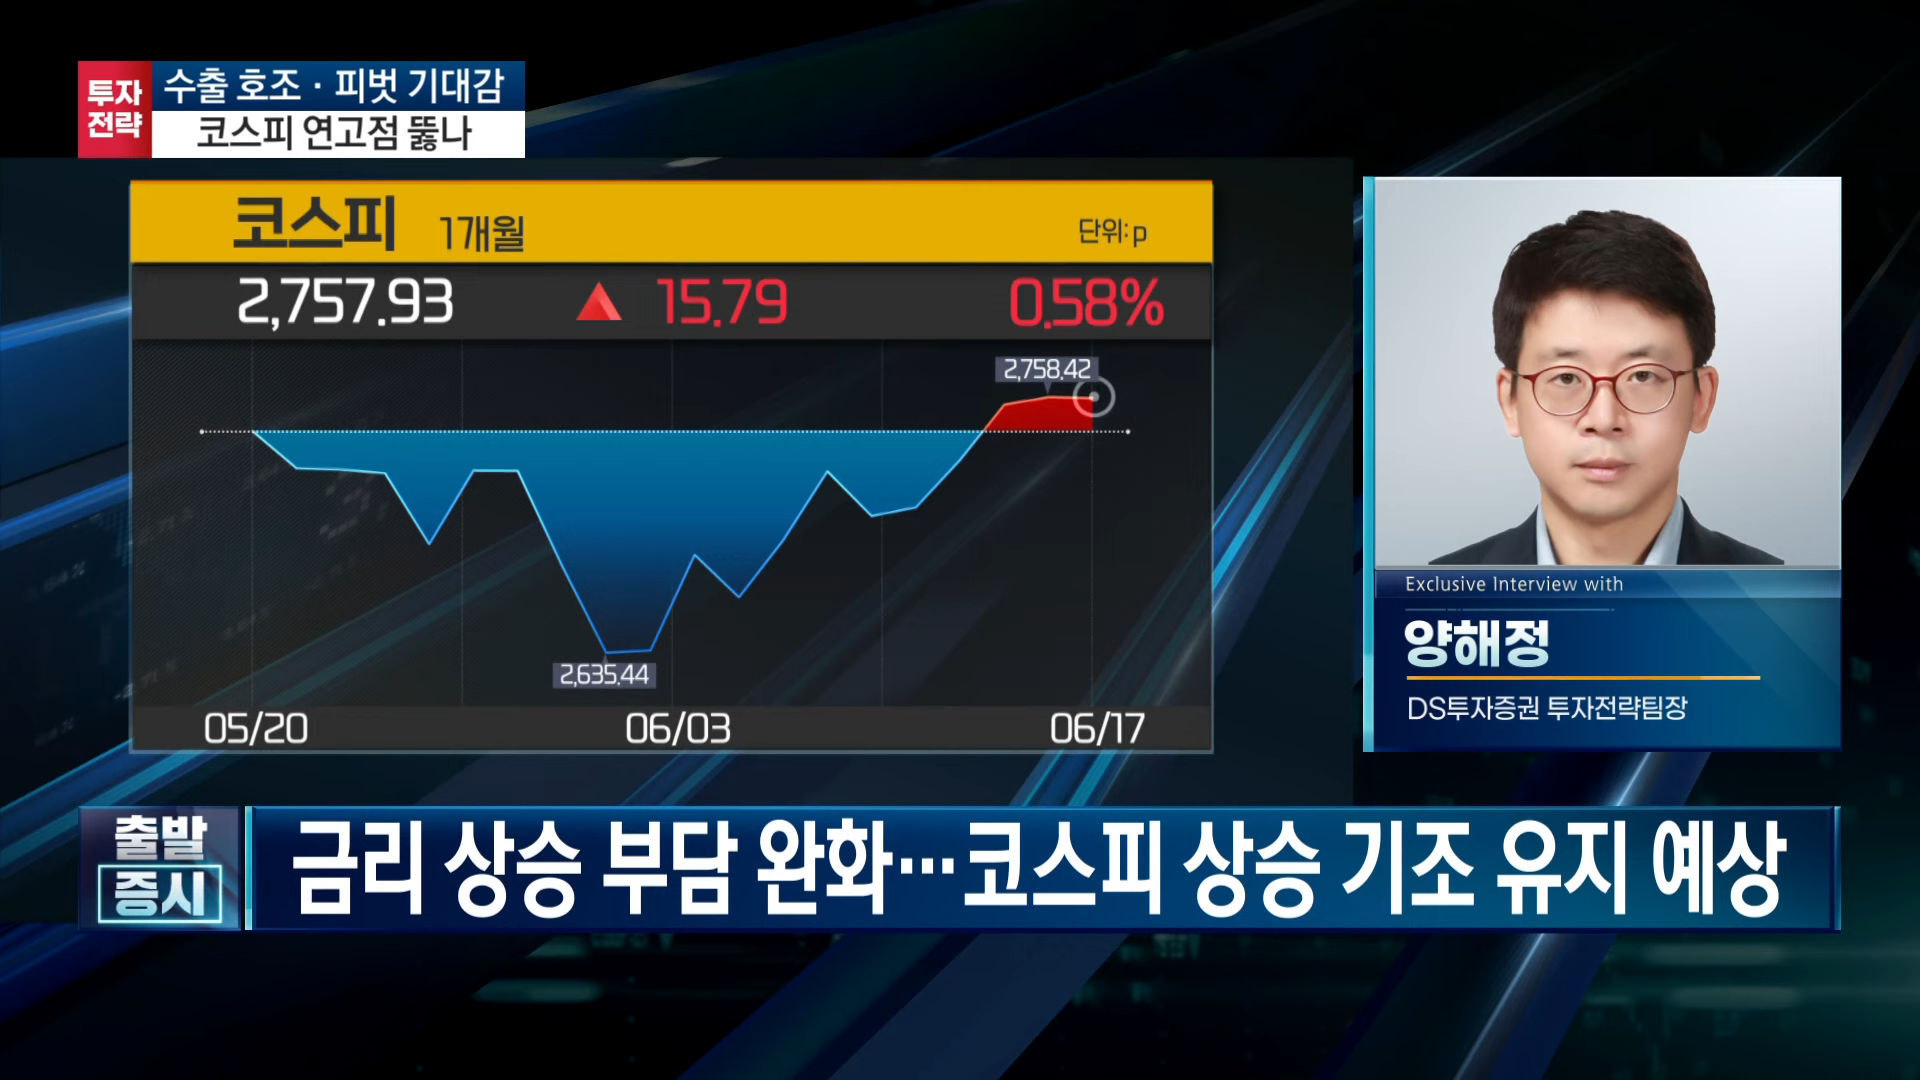 투자
전략
수출 호조 · 피벗 기대감
코스피 연고점 뚫나
코스피 1개월 단위:p
2,757.93 ▲ 15.79 0.58%
2,758.42
2,635.44
05/20 06/03 06/17
Exclusive Interview with
양해정
DS투자증권 투자전략팀장
출발
증시
금리 상승 부담 완화…코스피 상승 기조 유지 예상